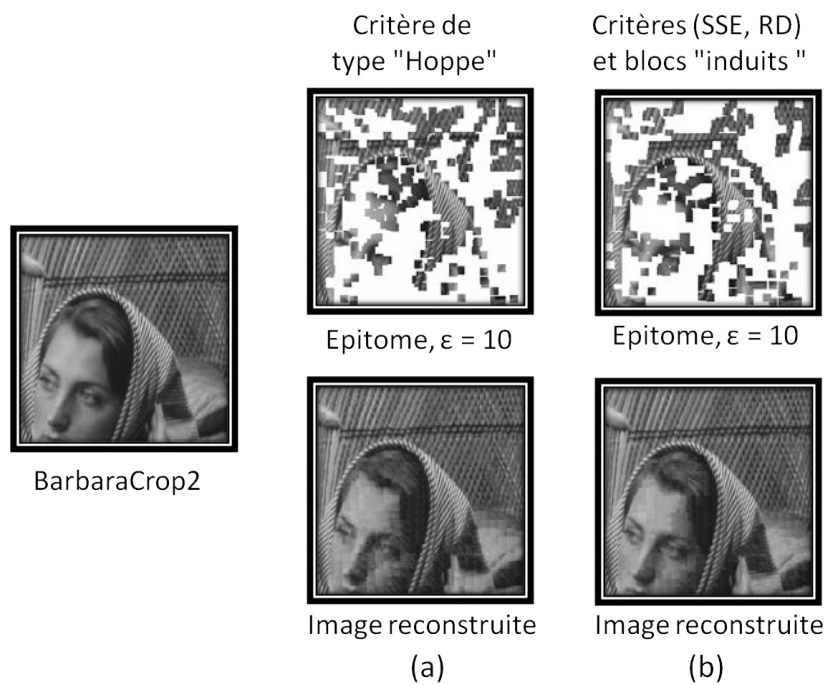 Critère de
type "Hoppe"
Critères (SSE, RD)
et blocs "induits "
Epitome, ε = 10
Epitome, ε = 10
BarbaraCrop2
Image reconstruite
Image reconstruite
(a)
(b)